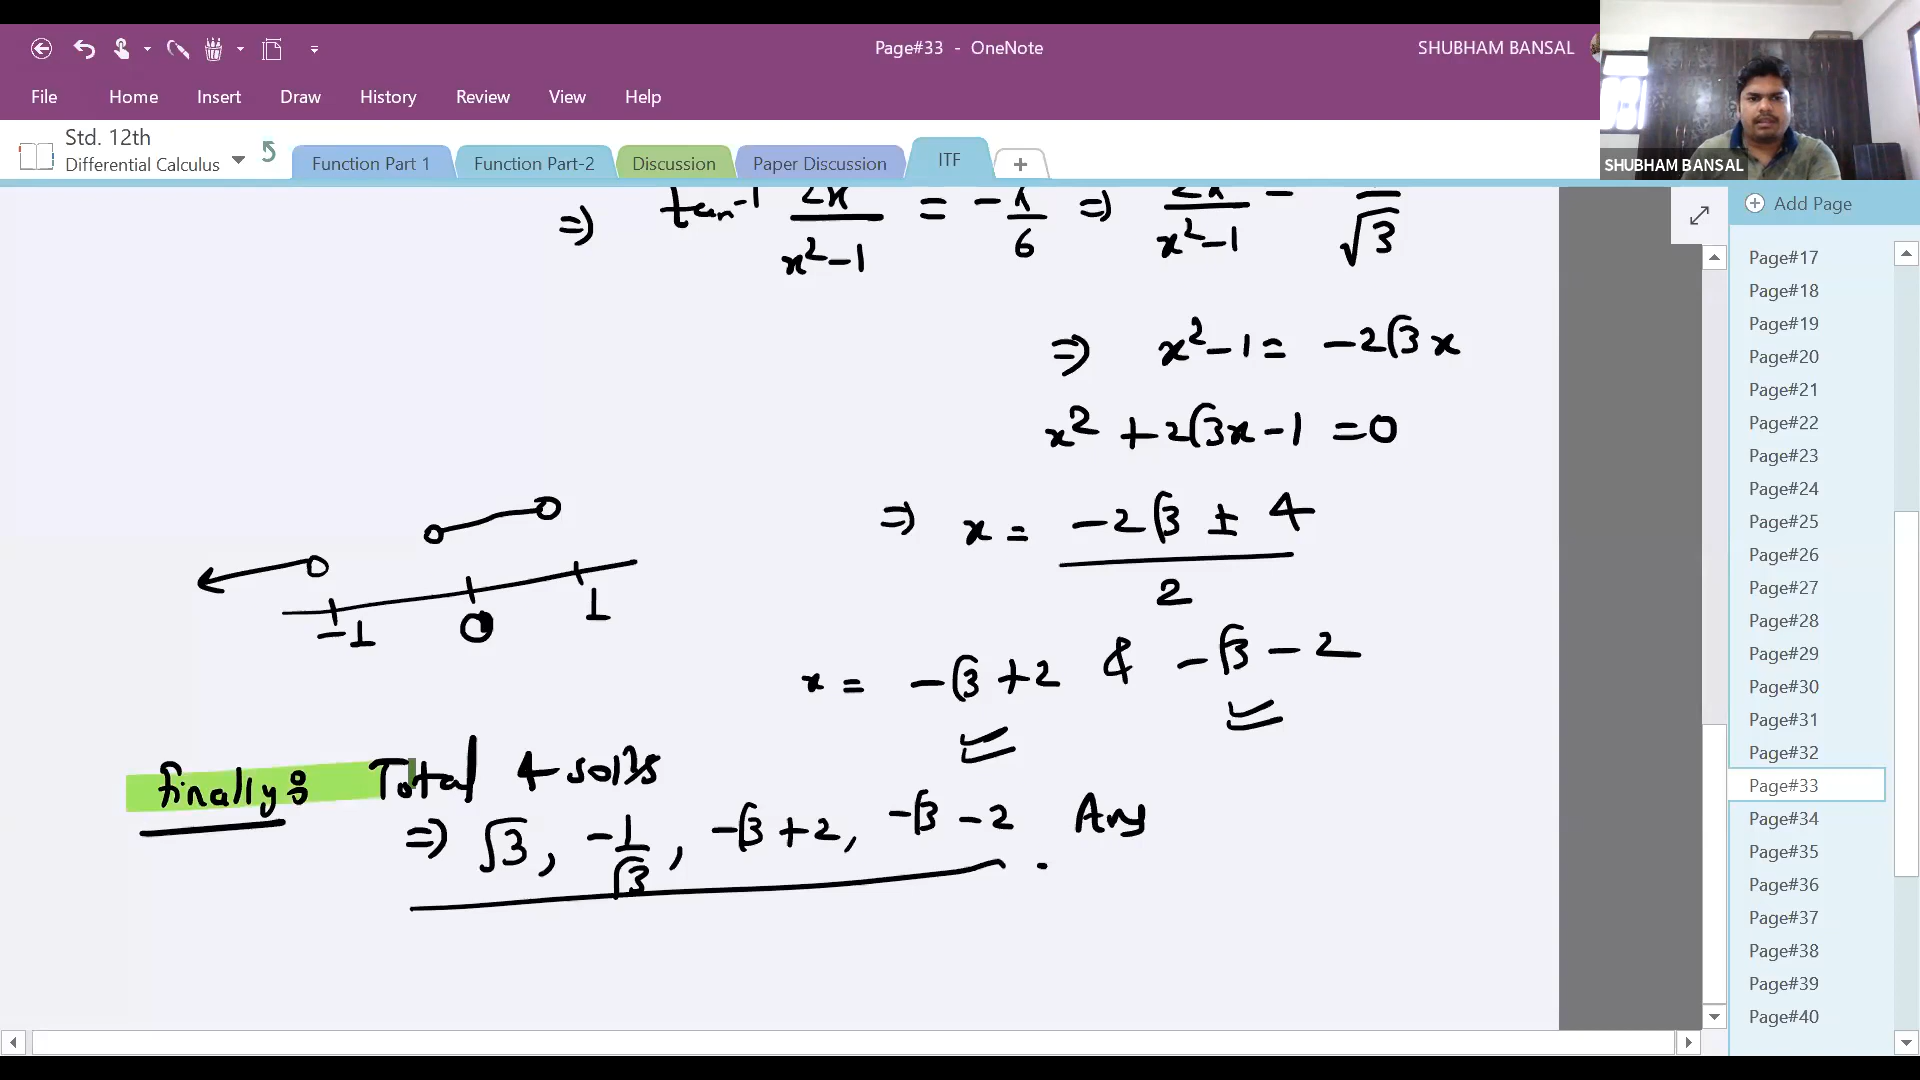 Page#33 - OneNote
SHUBHAM BANSAL
File Home Insert Draw History Review View Help
SHUBHAM BANSAL
Std. 12th
Differential Calculus
Function Part 1
Function Part-2
Discussion
Paper Discussion
ITF
Add Page
⇒ tan⁻¹ 2x/(x²-1) = -π/6 ⇒ 2x/(x²-1) = /√3
⇒ x²-1 = -2√3 x
x² + 2√3x - 1 = 0
⇒ x = (-2√3 ± 4)/2
-1 0 1
x = -√3 + 2 & -√3 - 2
finally: Total 4 solns
⇒ √3, -1/√3, -√3 + 2, -√3 - 2 Ans.
Page#17
Page#18
Page#19
Page#20
Page#21
Page#22
Page#23
Page#24
Page#25
Page#26
Page#27
Page#28
Page#29
Page#30
Page#31
Page#32
Page#33
Page#34
Page#35
Page#36
Page#37
Page#38
Page#39
Page#40